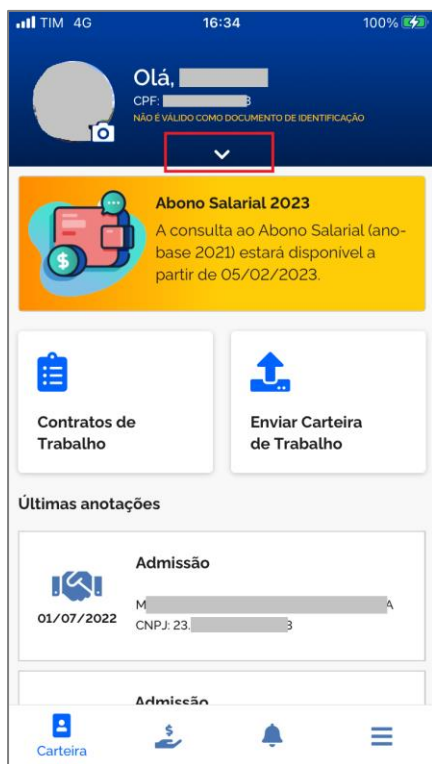 TIM 4G 16:34 100%
Olá,
CPF: 3
NÃO É VÁLIDO COMO DOCUMENTO DE IDENTIFICAÇÃO
Abono Salarial 2023
A consulta ao Abono Salarial (ano-
base 2021) estará disponível a
partir de 05/02/2023.
Contratos de
Trabalho
Enviar Carteira
de Trabalho
Últimas anotações
Admissão
M A
01/07/2022
CNPJ: 23. 3
Admissão
Carteira